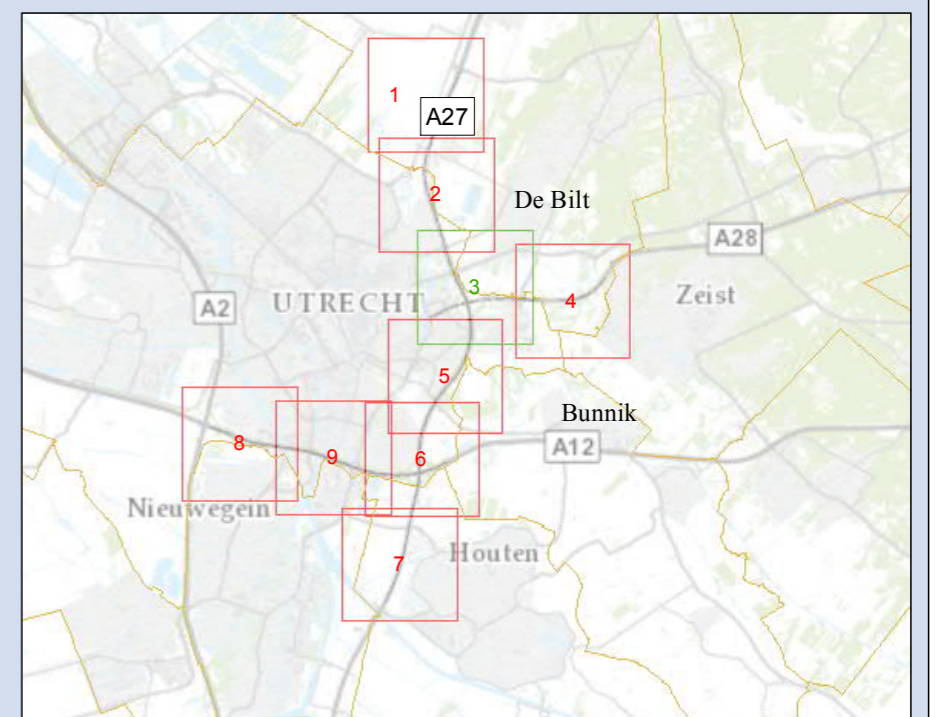 1
A27
2
De Bilt
A28
3
4
Zeist
A2
UTRECHT
5
Bunnik
8
9
6
A12
Nieuwegein
Houten
7